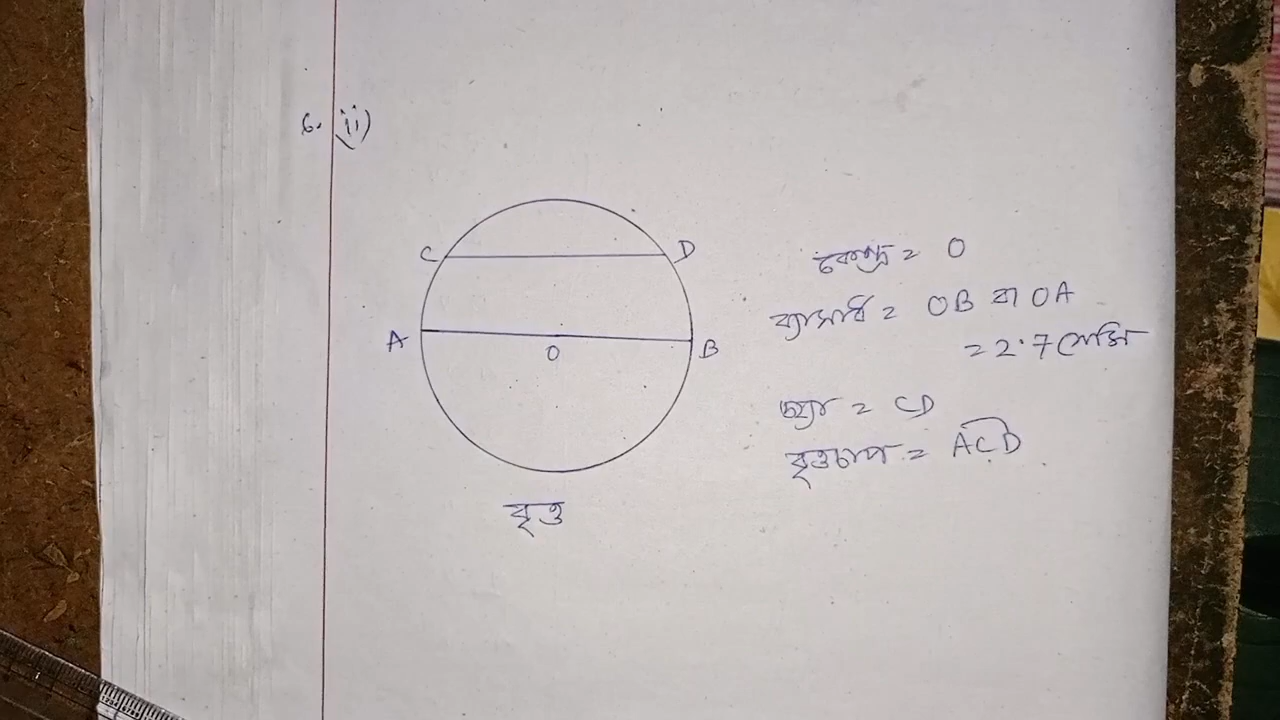 6. ii)
C
D
A
O
B
বৃত্ত
কেন্দ্র = O
ব্যাসার্ধ = OB বা OA
= 2.7 সেমি
জ্যা = CD
বৃত্তচাপ = ACD